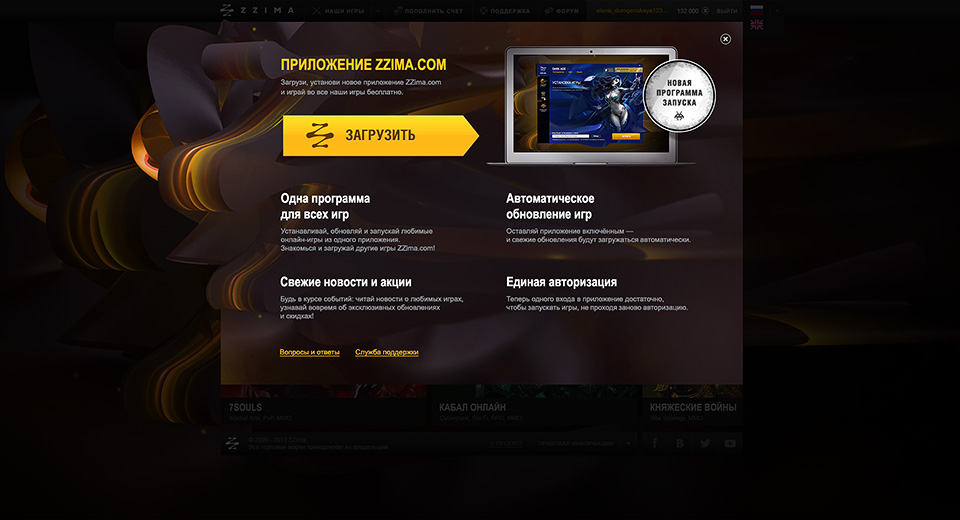 ZZIMA
НАШИ ИГРЫ
ПОПОЛНИТЬ СЧЕТ
ПОДДЕРЖКА
ФОРУМ
132 000
ВЫЙТИ
ПРИЛОЖЕНИЕ ZZIMA.COM
Загрузи, установи новое приложение ZZima.com
и играй во все наши игры бесплатно.
ЗАГРУЗИТЬ
НОВАЯ
ПРОГРАММА
ЗАПУСКА
Одна программа
для всех игр
Устанавливай, обновляй и запускай любимые
онлайн-игры из одного приложения.
Знакомься и загружай другие игры ZZima.com!
Автоматическое
обновление игр
Оставляй приложение включённым —
и свежие обновления будут загружаться автоматически.
Свежие новости и акции
Будь в курсе событий: читай новости о любимых играх,
узнавай вовремя об эксклюзивных обновлениях
и скидках!
Единая авторизация
Теперь одного входа в приложение достаточно,
чтобы запускать игры, не проходя заново авторизацию.
Вопросы и ответы
Служба поддержки
7SOULS
КАБАЛ ОНЛАЙН
КНЯЖЕСКИЕ ВОЙНЫ